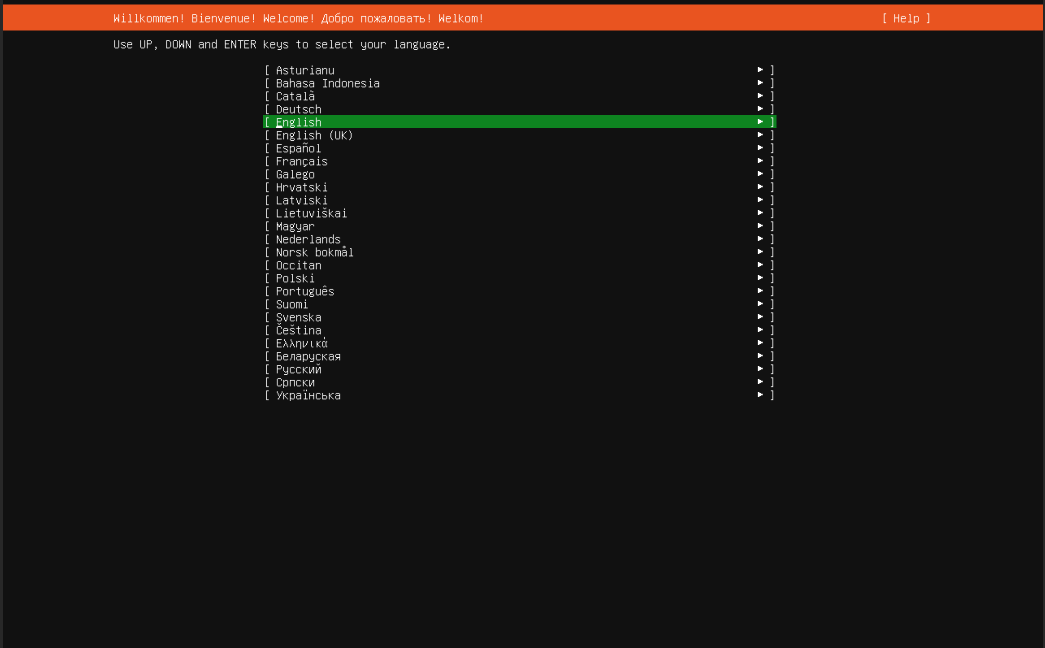 Willkommen! Bienvenue! Welcome! Добро пожаловать! Welkom! [ Help ]
Use UP, DOWN and ENTER keys to select your language.
[ Asturianu ► ]
[ Bahasa Indonesia ► ]
[ Català ► ]
[ Deutsch ► ]
[ English ► ]
[ English (UK) ► ]
[ Español ► ]
[ Français ► ]
[ Galego ► ]
[ Hrvatski ► ]
[ Latviski ► ]
[ Lietuviškai ► ]
[ Magyar ► ]
[ Nederlands ► ]
[ Norsk bokmål ► ]
[ Occitan ► ]
[ Polski ► ]
[ Português ► ]
[ Suomi ► ]
[ Svenska ► ]
[ Čeština ► ]
[ Ελληνικά ► ]
[ Беларуская ► ]
[ Русский ► ]
[ Српски ► ]
[ Українська ► ]